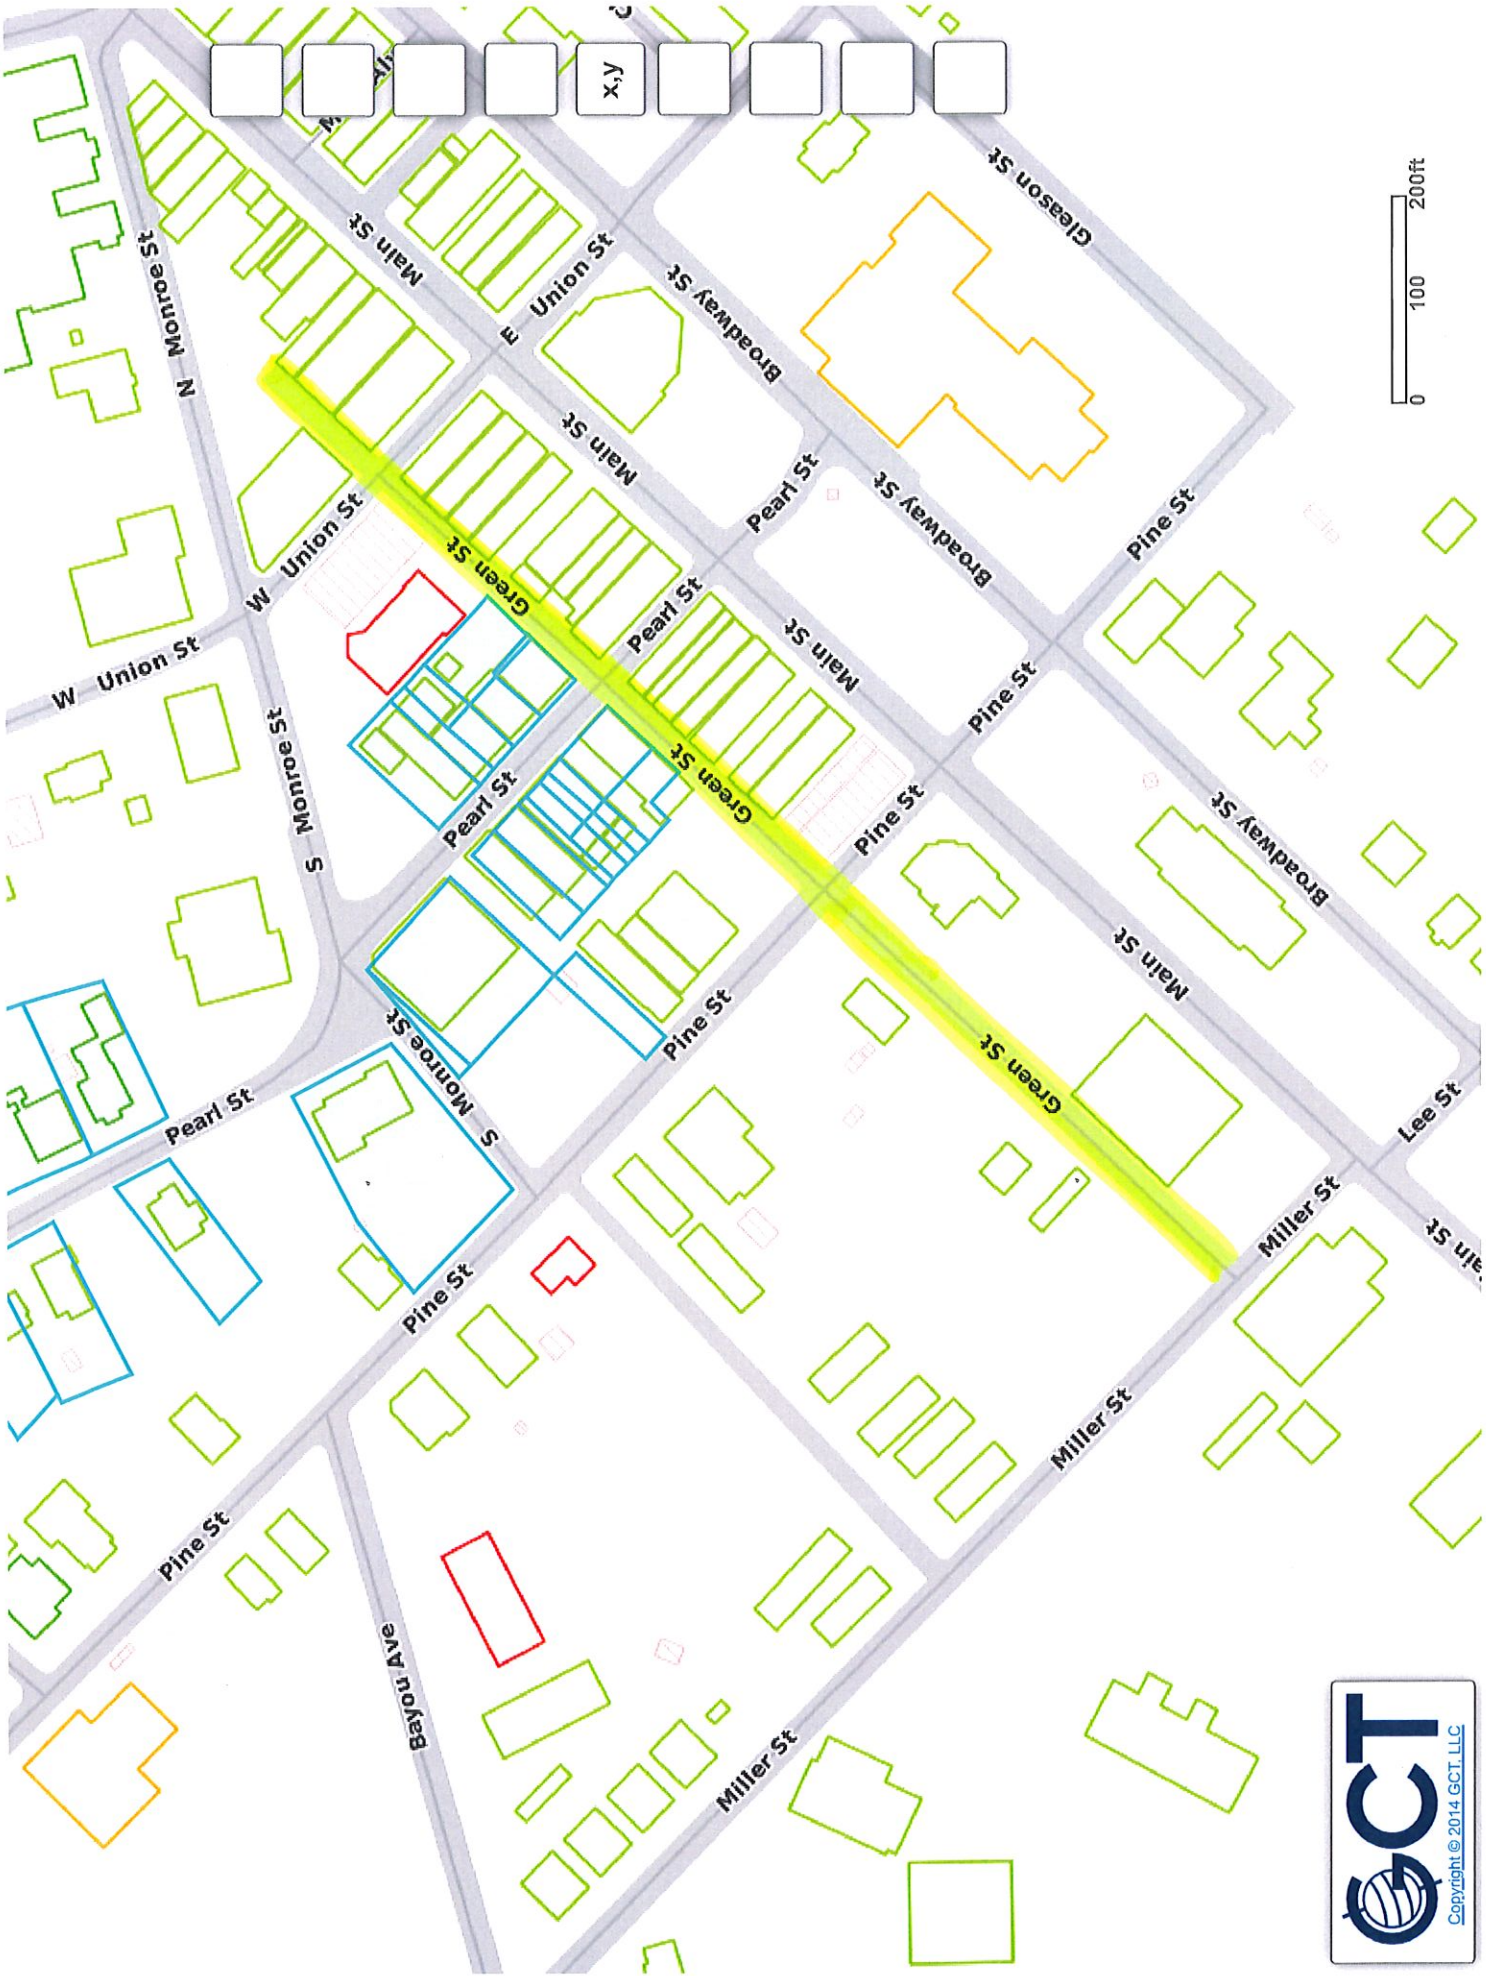 x,y
Gleason St
N Monroe St
Main St
E Union St
Broadway St
200ft
100
0
Main St
Pearl St
Broadway St
Pine St
W Union St
Green St
Pearl St
Main St
Pine St
W Union St
S Monroe St
Pearl St
Green St
Pine St
Broadway St
Main St
S Monroe St
Pine St
Green St
Lee St
Pearl St
Miller St
Main St
Pine St
Miller St
Pine St
Bayou Ave
Miller St
GCT
Copyright © 2014 GCT, LLC